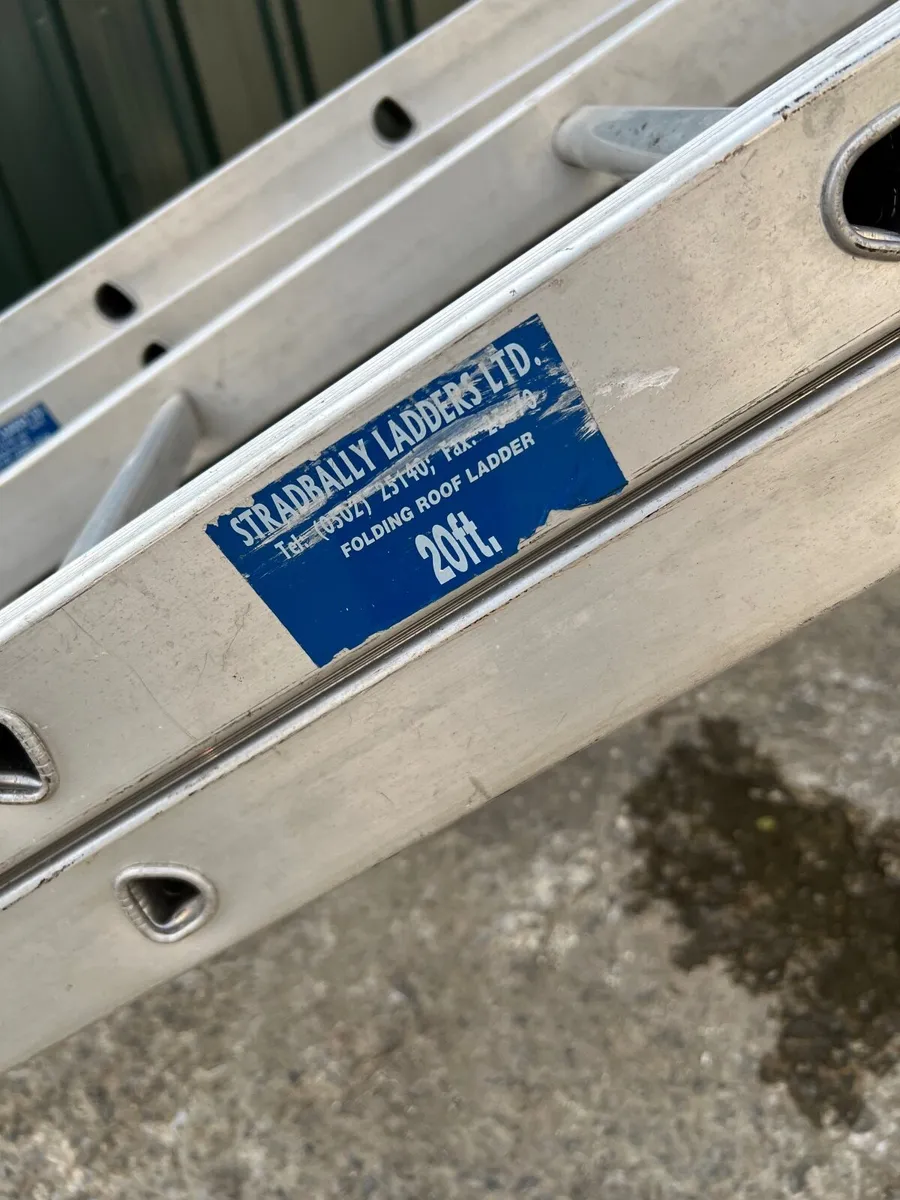 STRADBALLY LADDERS LTD.
Tel: (0502) 25140; Fax:
FOLDING ROOF LADDER
20ft.